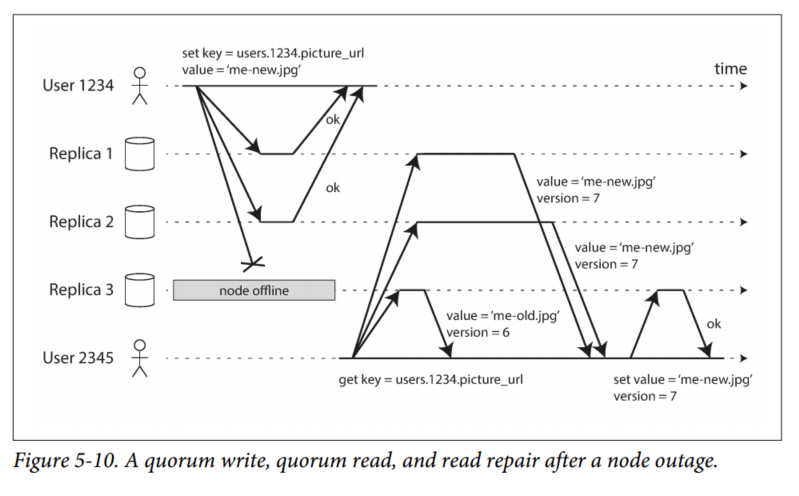 set key = users.1234.picture_url
value = 'me-new.jpg'
time
User 1234
ok
Replica 1
ok
value = 'me-new.jpg'
version = 7
Replica 2
value = 'me-new.jpg'
version = 7
Replica 3
node offline
value = 'me-old.jpg'
version = 6
ok
User 2345
get key = users.1234.picture_url
set value = 'me-new.jpg'
version = 7
Figure 5-10. A quorum write, quorum read, and read repair after a node outage.